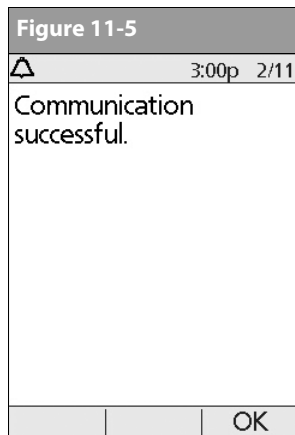 Figure 11-5
3:00p 2/11
Communication
successful.
OK